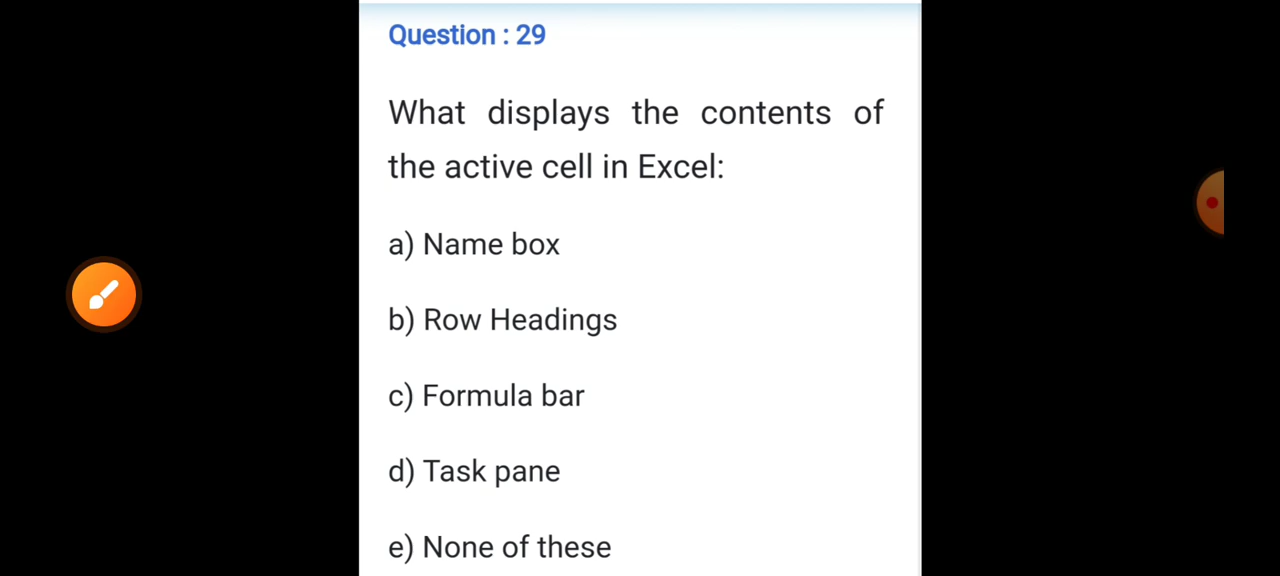 Question : 29
What displays the contents of
the active cell in Excel:
a) Name box
b) Row Headings
c) Formula bar
d) Task pane
e) None of these